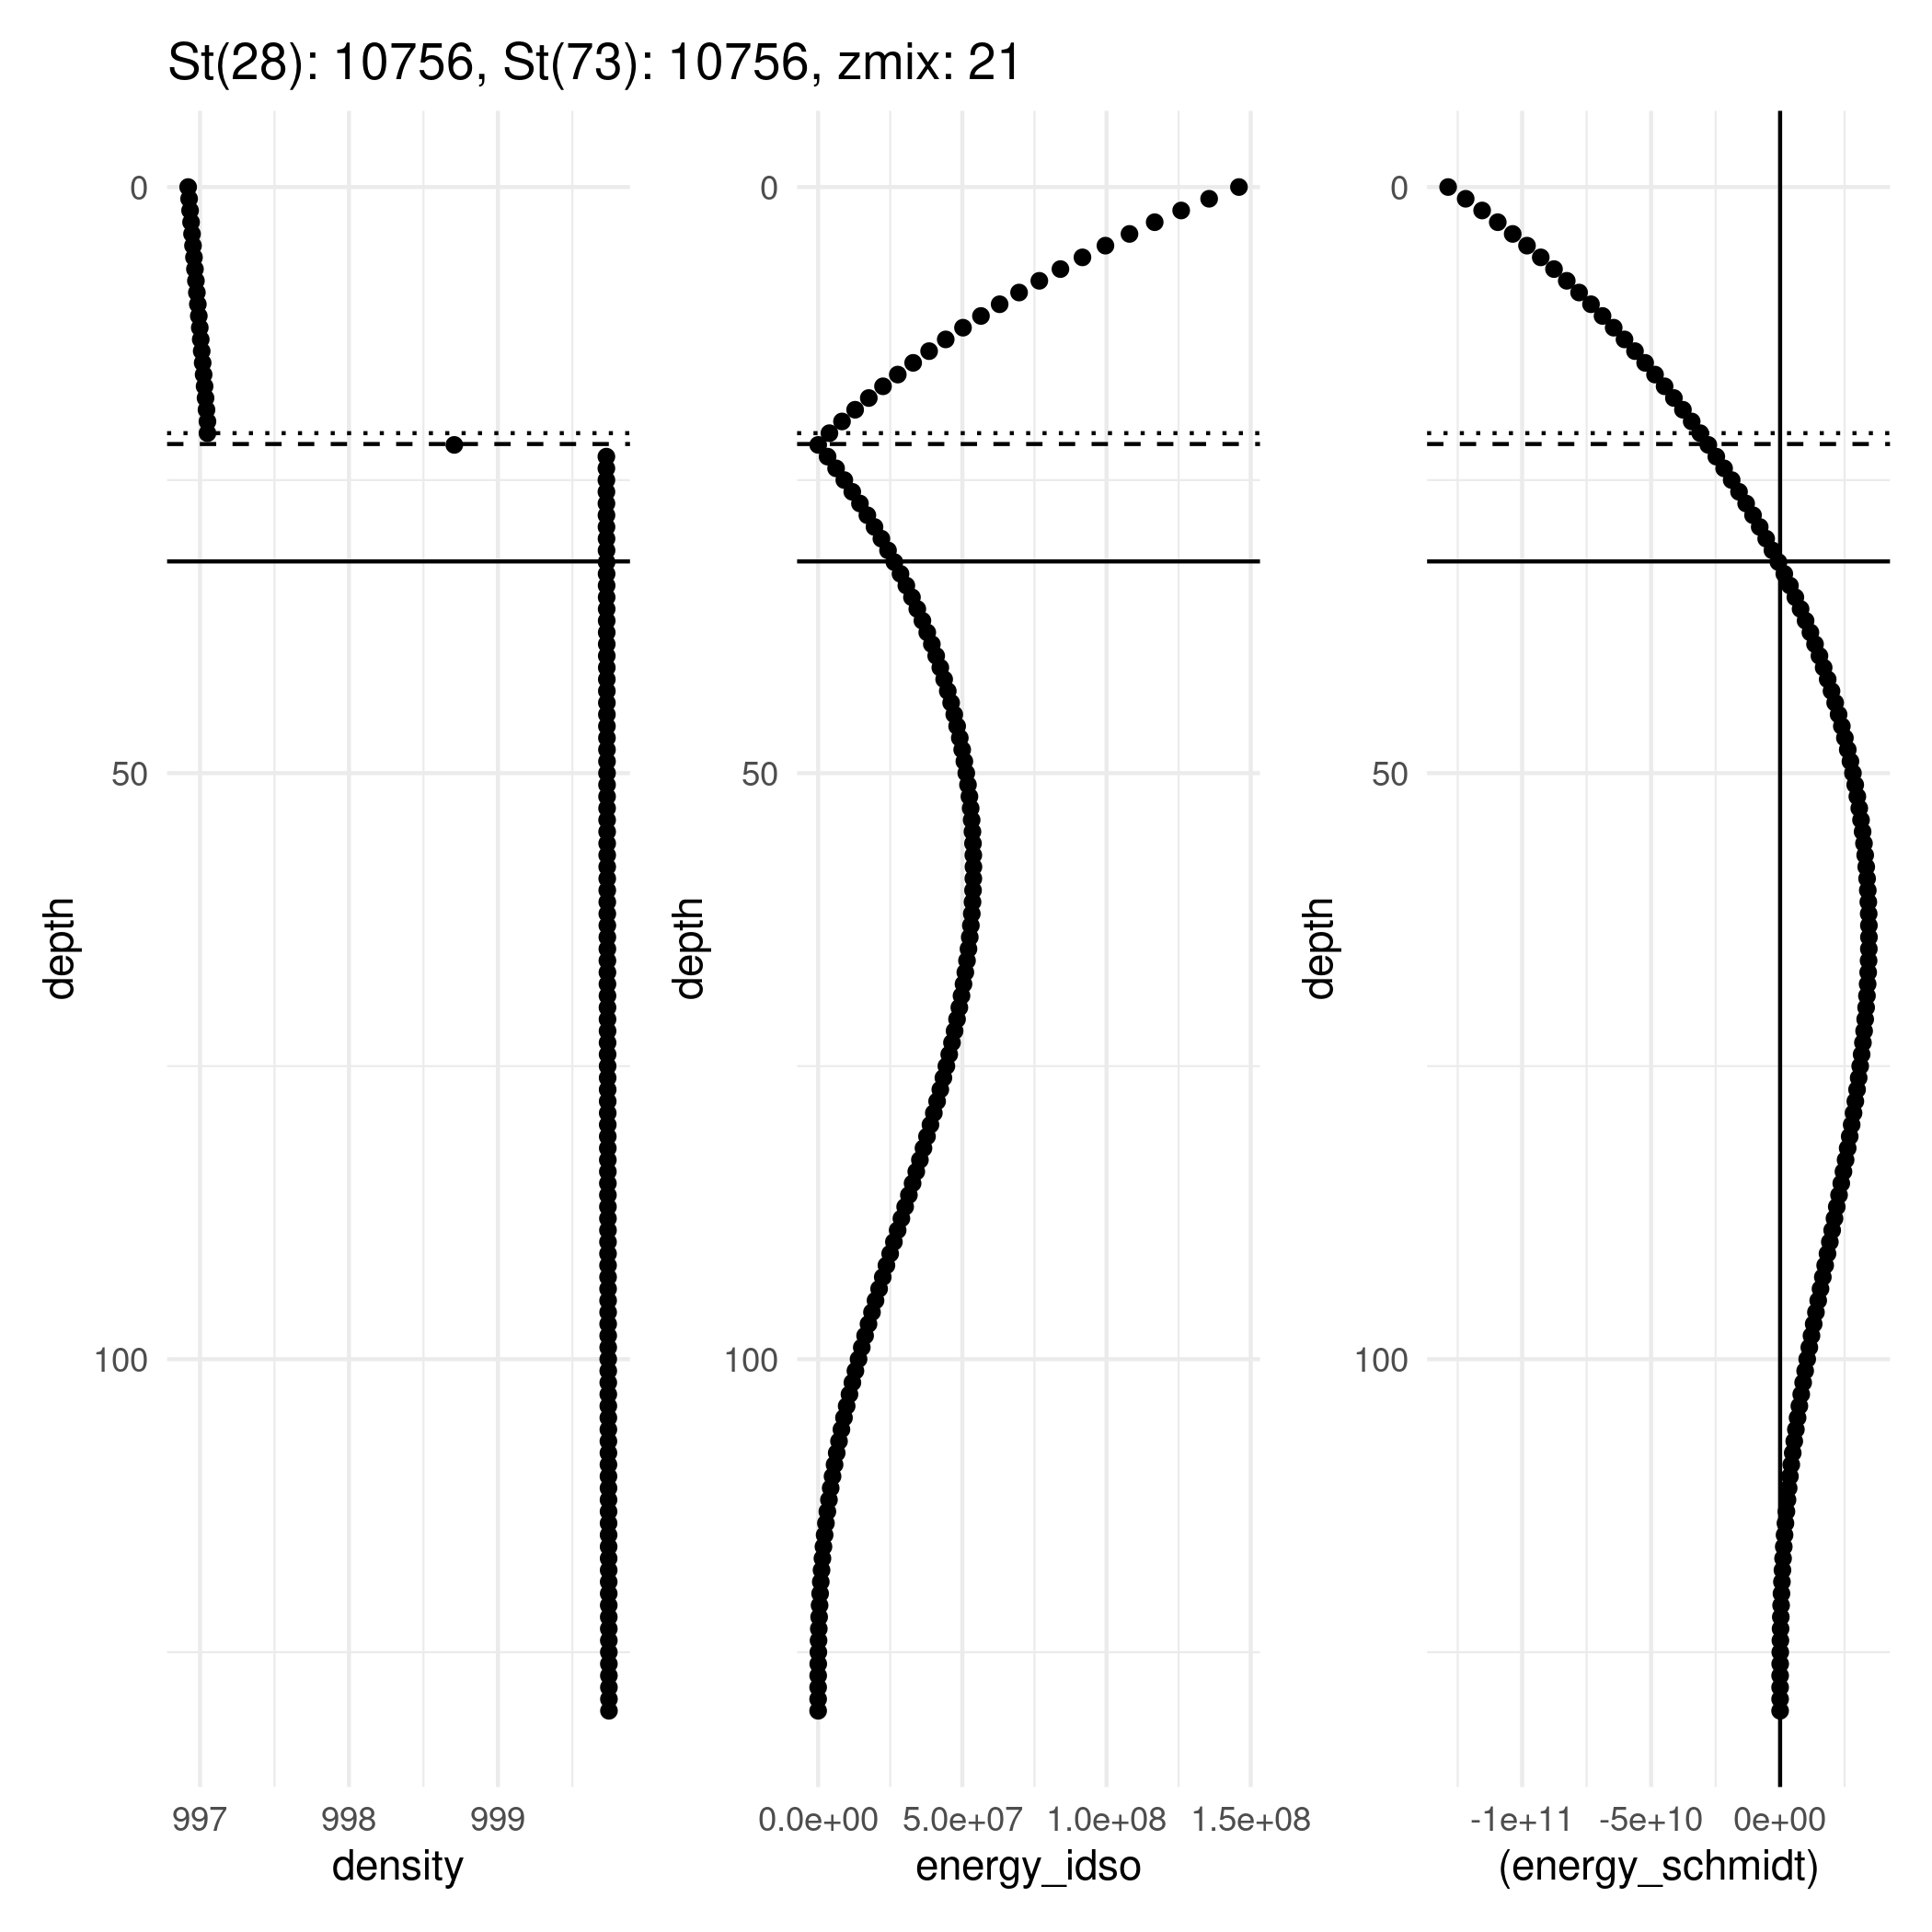 St(28): 10756, St(73): 10756, zmix: 21
0
50
100
depth
997 998 999
density
0
50
100
depth
0.0e+00 5.0e+07 1.0e+08 1.5e+08
energy_idso
0
50
100
depth
-1e+11 -5e+10 0e+00
(energy_schmidt)